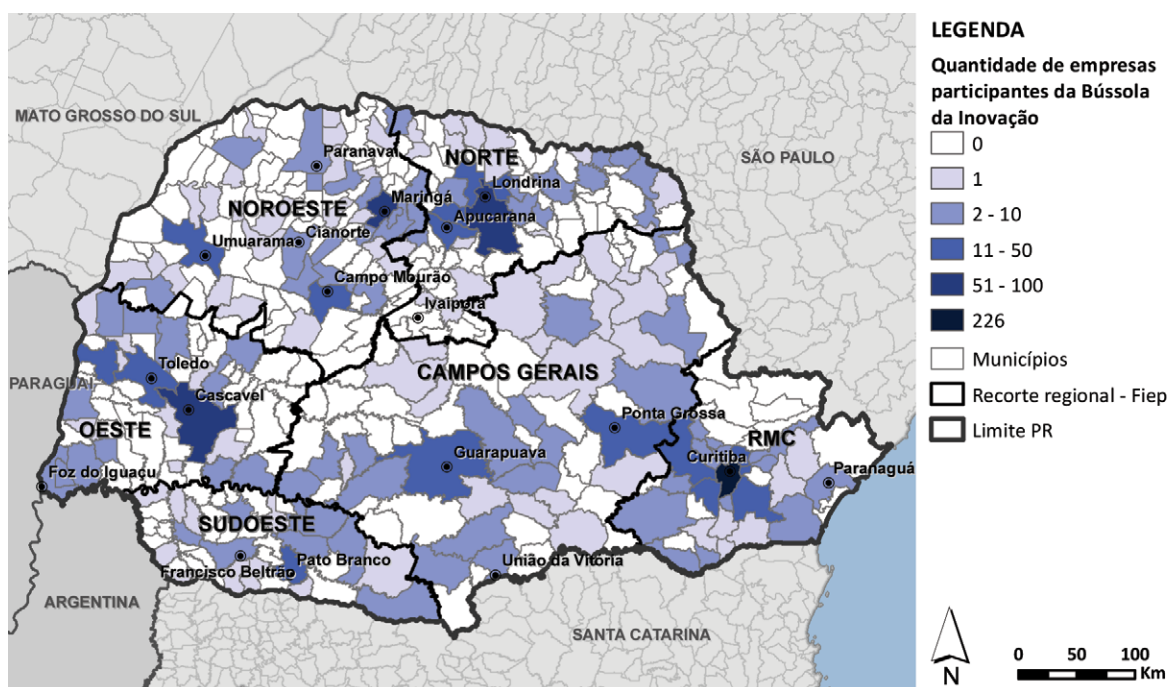 MATO GROSSO DO SUL
SÃO PAULO
Paranavaí
NORTE
Londrina
Maringá
NOROESTE
Apucarana
Cianorte
Umuarama
Campo Mourão
Ivaiporã
Toledo
CAMPOS GERAIS
PARAGUAI
Cascavel
Ponta Grossa
OESTE
RMC
Curitiba
Guarapuava
Paranaguá
Foz do Iguaçu
SUDOESTE
Pato Branco
União da Vitória
Francisco Beltrão
ARGENTINA
SANTA CATARINA
LEGENDA
Quantidade de empresas
participantes da Bússola
da Inovação
0
1
2 - 10
11 - 50
51 - 100
226
Municípios
Recorte regional - Fiep
Limite PR
N
0 50 100
Km